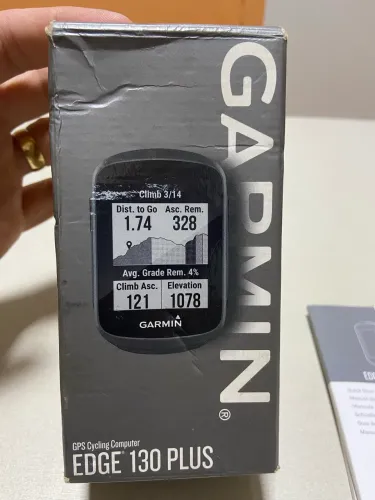 GARMIN®
Climb 3/14
Dist. to Go Asc. Rem.
1.74 328
Avg. Grade Rem. 4%
Climb Asc. Elevation
121 1078
GARMIN
GPS Cycling Computer
EDGE® 130 PLUS